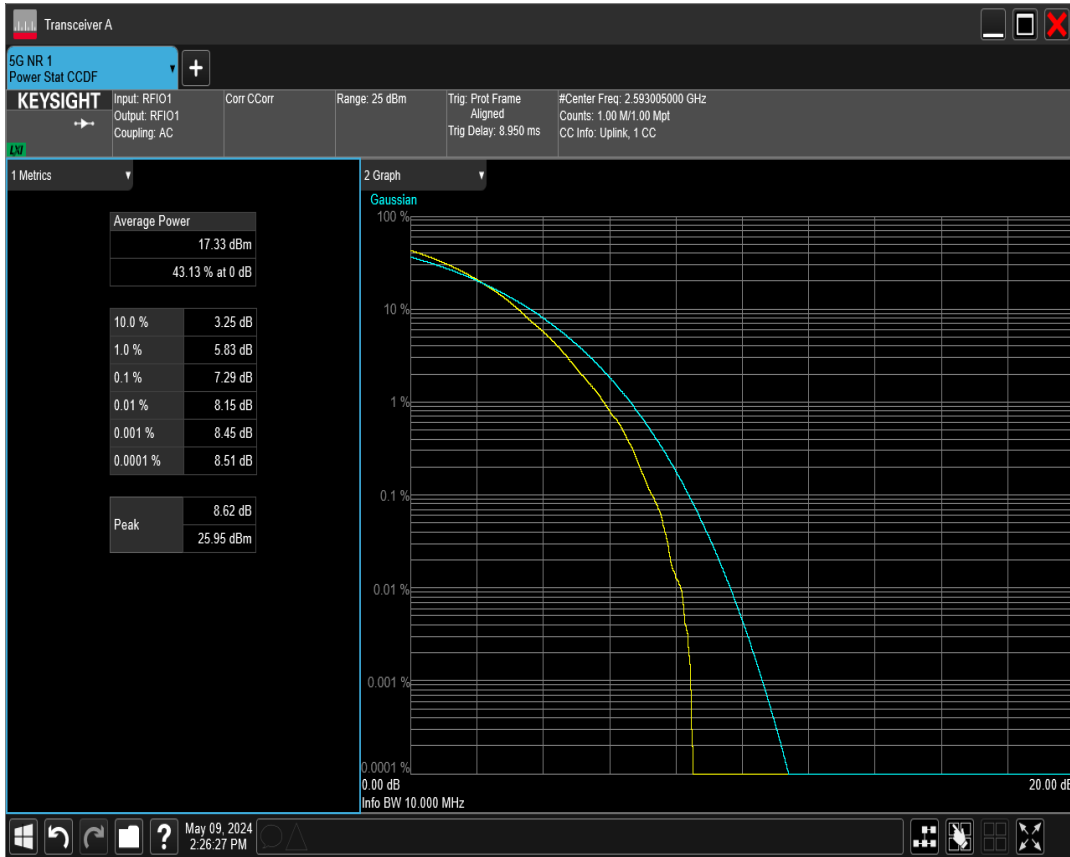 Transceiver A
5G NR 1
Power Stat CCDF
KEYSIGHT
LXI
Input: RFIO1
Output: RFIO1
Coupling: AC
Corr CCorr
Range: 25 dBm
Trig: Prot Frame
Aligned
Trig Delay: 8.950 ms
#Center Freq: 2.593005000 GHz
Counts: 1.00 M/1.00 Mpt
CC Info: Uplink, 1 CC
1 Metrics
Average Power
17.33 dBm
43.13 % at 0 dB
10.0 % 3.25 dB
1.0 % 5.83 dB
0.1 % 7.29 dB
0.01 % 8.15 dB
0.001 % 8.45 dB
0.0001 % 8.51 dB
Peak
8.62 dB
25.95 dBm
2 Graph
Gaussian
100 %
10 %
1 %
0.1 %
0.01 %
0.001 %
0.0001 %
0.00 dB 20.00 dB
Info BW 10.000 MHz
?
May 09, 2024
2:26:27 PM